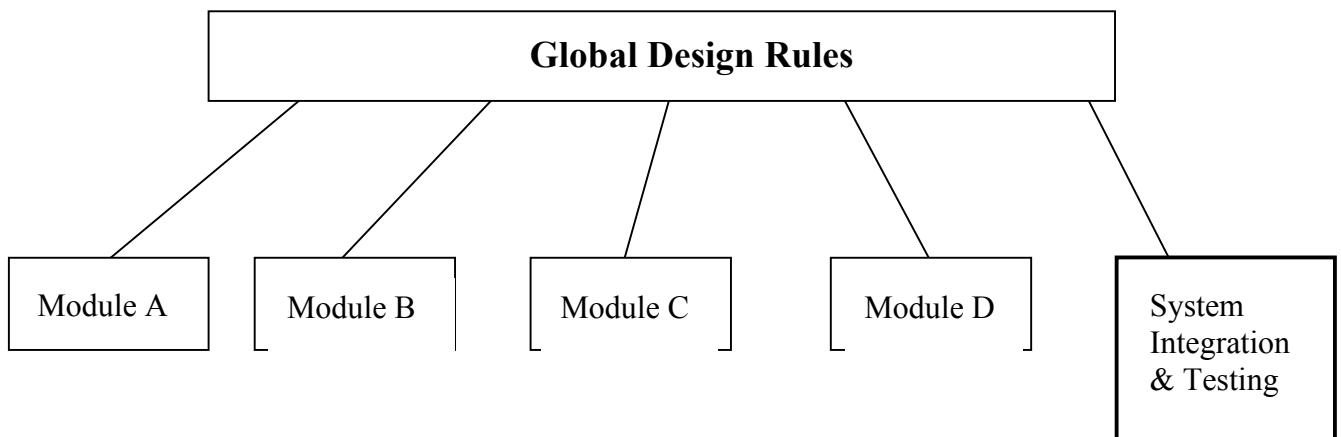 Global Design Rules
Module A
Module B
Module C
Module D
System
Integration
& Testing